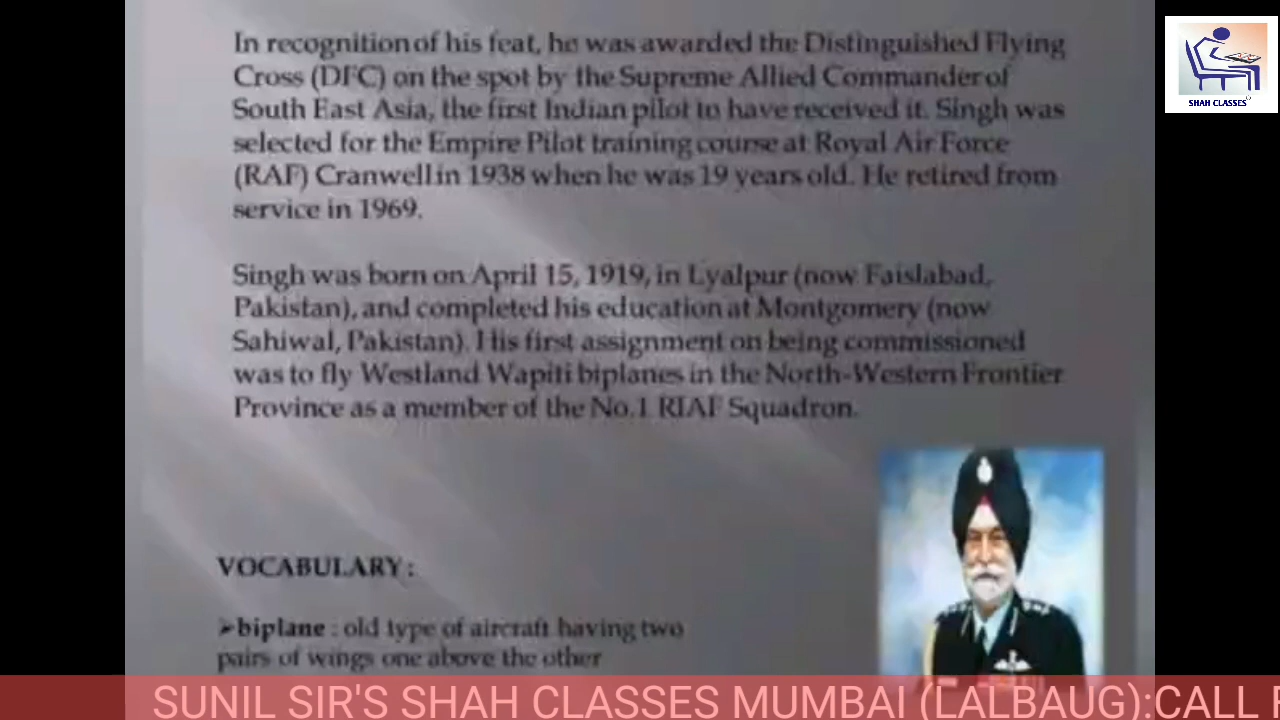 In recognition of his feat, he was awarded the Distinguished Flying
Cross (DFC) on the spot by the Supreme Allied Commander of
South East Asia, the first Indian pilot to have received it. Singh was
selected for the Empire Pilot training course at Royal Air Force
(RAF) Cranwell in 1938 when he was 19 years old. He retired from
service in 1969.
Singh was born on April 15, 1919, in Lyalpur (now Faislabad,
Pakistan), and completed his education at Montgomery (now
Sahiwal, Pakistan). His first assignment on being commissioned
was to fly Westland Wapiti biplanes in the North-Western Frontier
Province as a member of the No.1 RIAF Squadron.
VOCABULARY :
➢biplane : old type of aircraft having two
pairs of wings one above the other
SHAH CLASSES
SUNIL SIR'S SHAH CLASSES MUMBAI (LALBAUG):CALL